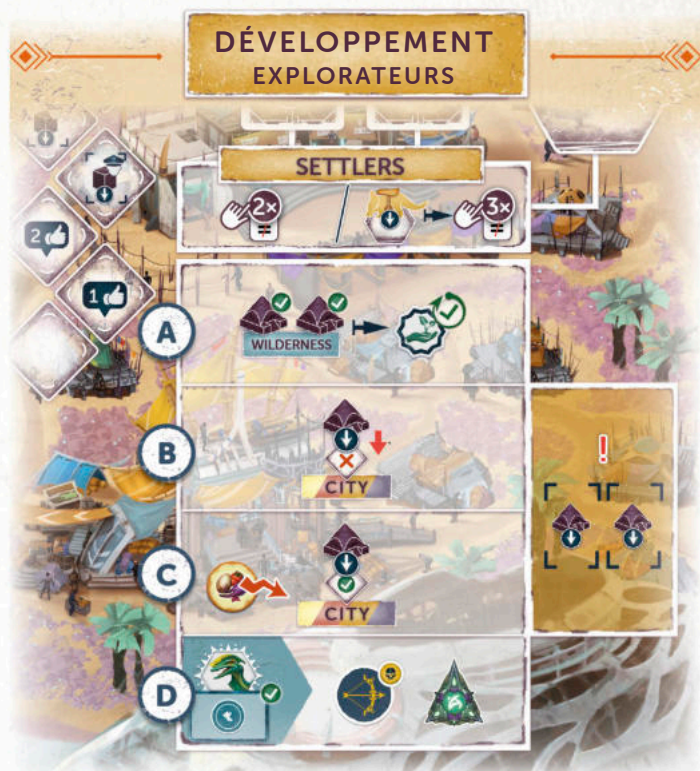 DÉVELOPPEMENT
EXPLORATEURS
SETTLERS
2×
3×
2
1
A
WILDERNESS
B
CITY
!
C
CITY
D